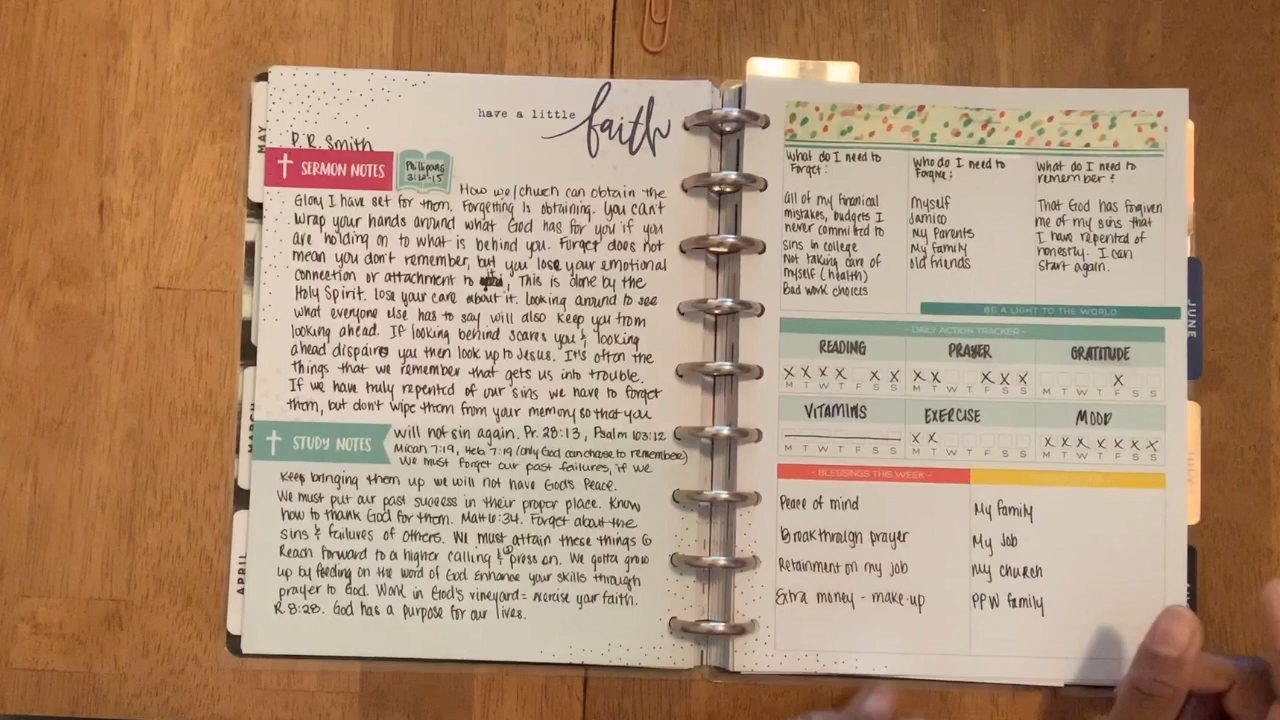 have a little
faith
MAY
P.R. Smith
SERMON NOTES
Phillipians
3:12-15
How we/church can obtain the
Glory I have set for them. Forgetting is obtaining. You can't
wrap your hands around what God has for you if you
are holding on to what is behind you. Forget does not
mean you don't remember, but you lose your emotional
connection or attachment to it. This is done by the
Holy Spirit. Lose your care about it. Looking around to see
what everyone else has to say will also keep you from
looking ahead. If looking behind scares you & looking
ahead dispairs you then look up to Jesus. It's often the
things that we remember that gets us into trouble.
If we have truly repented of our sins we have to forget
them, but don't wipe them from your memory so that you
MARCH
STUDY NOTES
will not sin again. Pr. 28:13, Psalm 103:12
Micah 7:19, Heb. 7:19 (only God can chose to remember)
We must forget our past failures, if we
keep bringing them up we will not have God's Peace.
We must put our past success in their proper place. Know
how to thank God for them. Matt 6:34. Forget about the
sins & failures of others. We must attain these things to
Reach forward to a higher calling & press on. We gotta grow
up by feeding on the word of God. Enhance your skills through
prayer to God. Work in God's vineyard = exercise your faith.
R. 8:28. God has a purpose for our lives.
APRIL
What do I need to
Forget:
All of my financial
mistakes, budgets I
never committed to
sins in college
Not taking care of
myself (health)
Bad work choices
Who do I need to
Forgive:
Myself
Jamico
My Parents
My family
old friends
What do I need to
remember?
That God has forgiven
me of my sins that
I have repented of
honestly. I can
start again.
BE A LIGHT TO THE WORLD
JUNE
- DAILY ACTION TRACKER -
READING PRAYER GRATITUDE
X X X X X X X X X X X X
M T W T F S S M T W T F S S M T W T F S S
VITAMINS EXERCISE MOOD
X X X X X X X X X
M T W T F S S M T W T F S S M T W T F S S
- BLESSINGS THIS WEEK -
Peace of mind
Breakthrough prayer
Retainment on my job
Extra money - make-up
My family
My Job
My church
PPW family